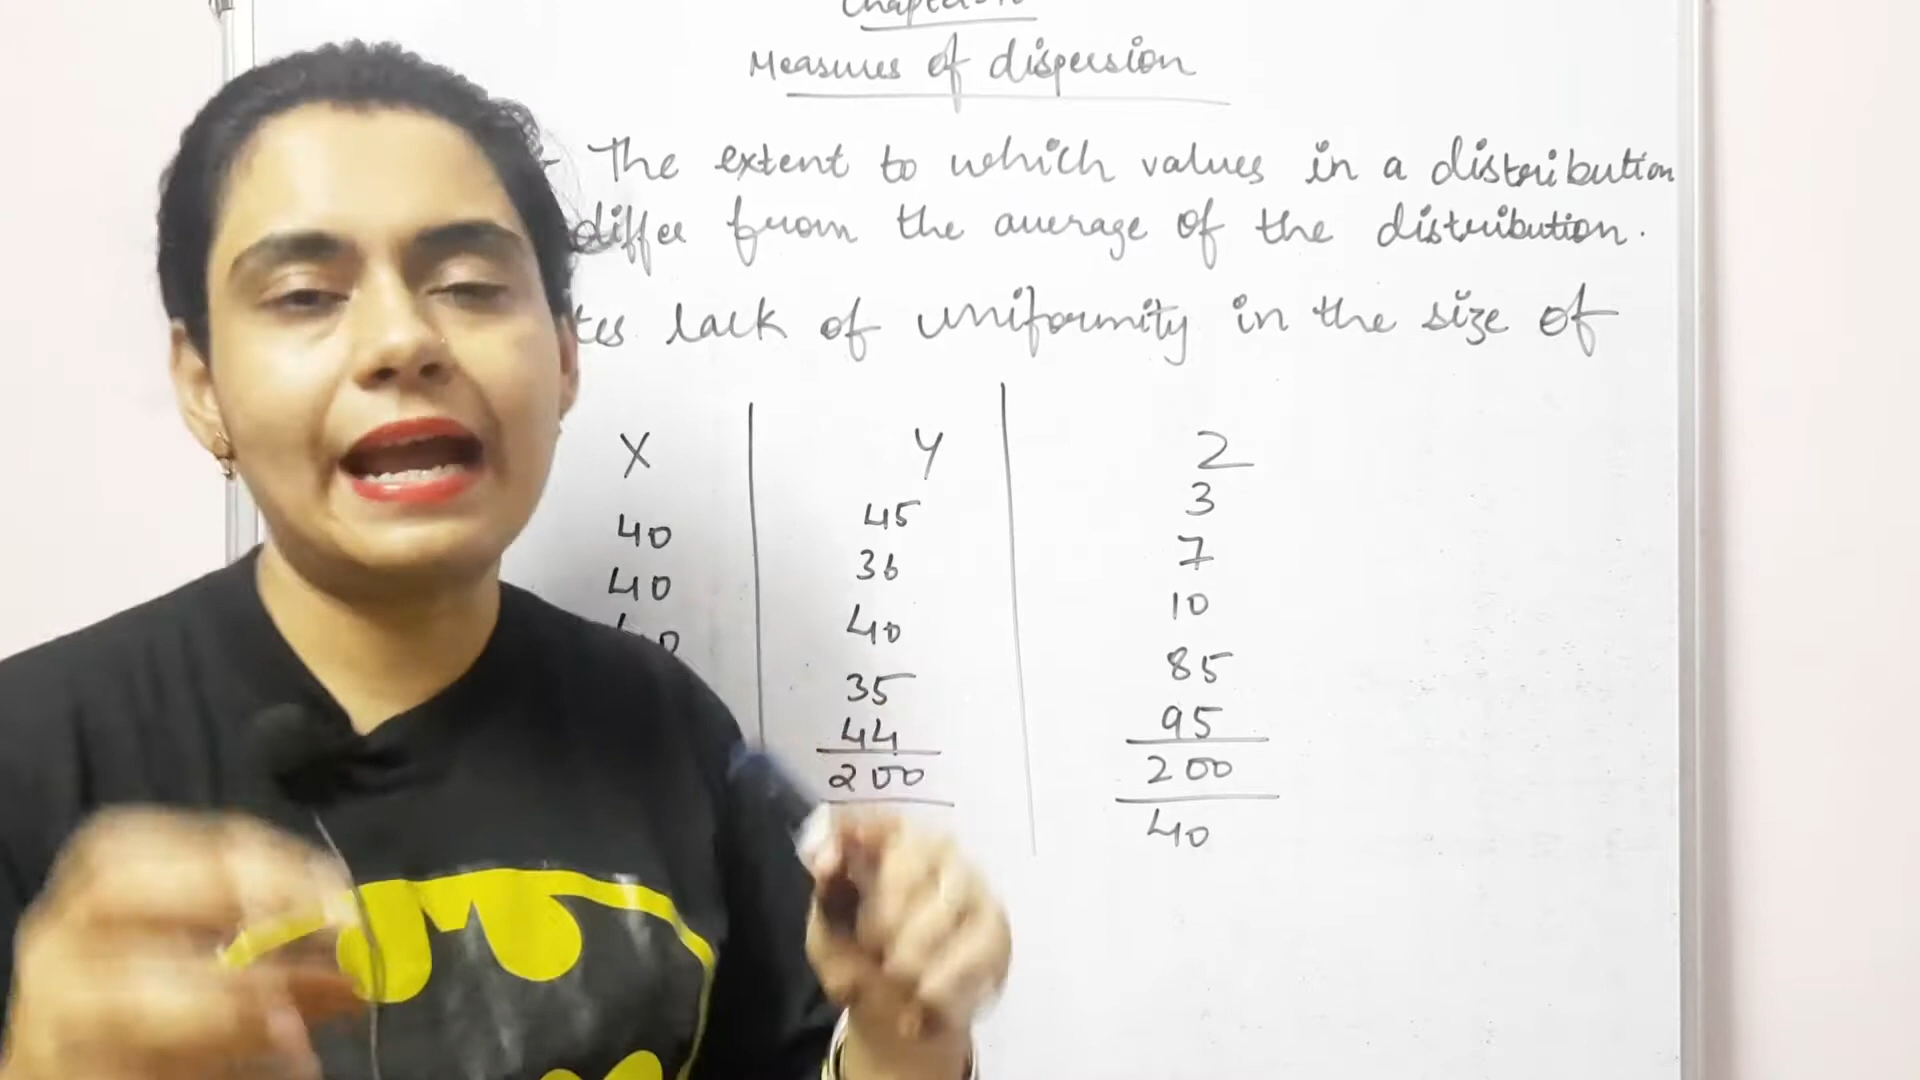 Measures of dispersion
- The extent to which values in a distribution
differ from the average of the distribution.
lack of uniformity in the size of
X Y Z
40 45 3
40 36 7
40 40 10
35 85
44 95
200 200
40